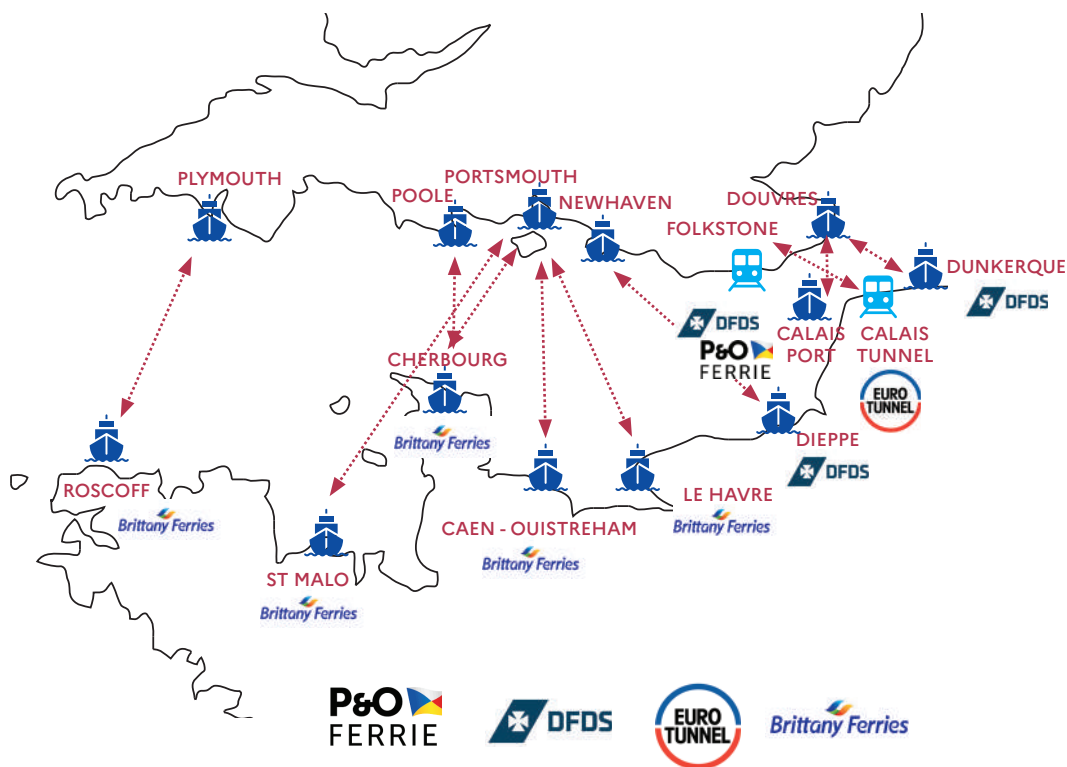 PLYMOUTH
POOLE
PORTSMOUTH
NEWHAVEN
DOUVRES
FOLKSTONE
DUNKERQUE
DFDS
DFDS
P&O
FERRIE
CALAIS
PORT
CALAIS
TUNNEL
EURO
TUNNEL
CHERBOURG
Brittany Ferries
DIEPPE
DFDS
ROSCOFF
Brittany Ferries
LE HAVRE
Brittany Ferries
CAEN - OUISTREHAM
Brittany Ferries
ST MALO
Brittany Ferries
P&O
FERRIE
DFDS
EURO
TUNNEL
Brittany Ferries